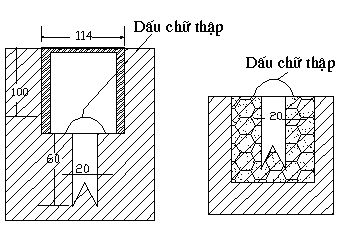 Dấu chữ thập
114
100
60
20
Dấu chữ thập
20